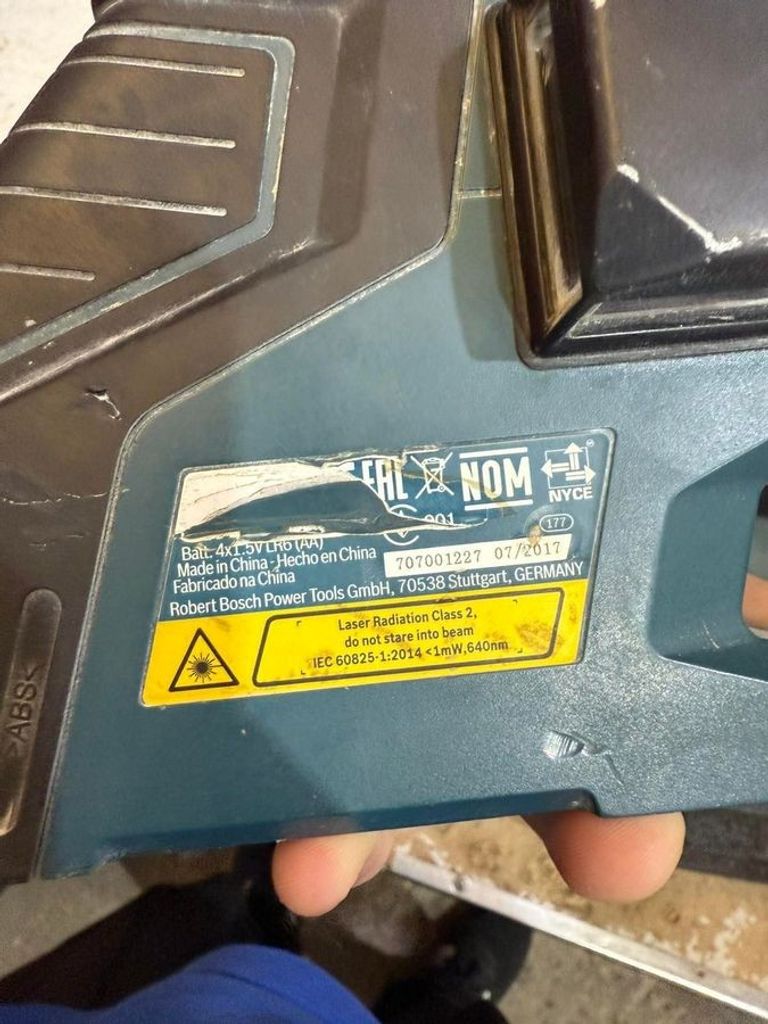 EAC NOM
NYCE
001 177
Batt. 4x1.5V LR6 (AA)
Made in China - Hecho en China
Fabricado na China
707001227 07/2017
Robert Bosch Power Tools GmbH, 70538 Stuttgart, GERMANY
Laser Radiation Class 2,
do not stare into beam
IEC 60825-1:2014 <1mW, 640nm
>ABS<